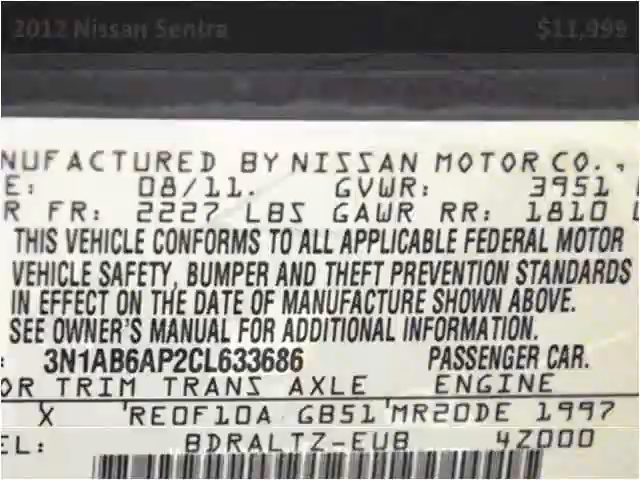 2012 Nissan Sentra $11,999
NUFACTURED BY NISSAN MOTOR CO.,
E: 08/11. GVWR: 3951
R FR: 2227 LBS GAWR RR: 1810 L
THIS VEHICLE CONFORMS TO ALL APPLICABLE FEDERAL MOTOR
VEHICLE SAFETY, BUMPER AND THEFT PREVENTION STANDARDS
IN EFFECT ON THE DATE OF MANUFACTURE SHOWN ABOVE.
SEE OWNER'S MANUAL FOR ADDITIONAL INFORMATION.
: 3N1AB6AP2CL633686 PASSENGER CAR.
OR TRIM TRANS AXLE ENGINE
X RE0F10A GB51 MR20DE 1997
EL: BDRALTZ-EUB 4Z000